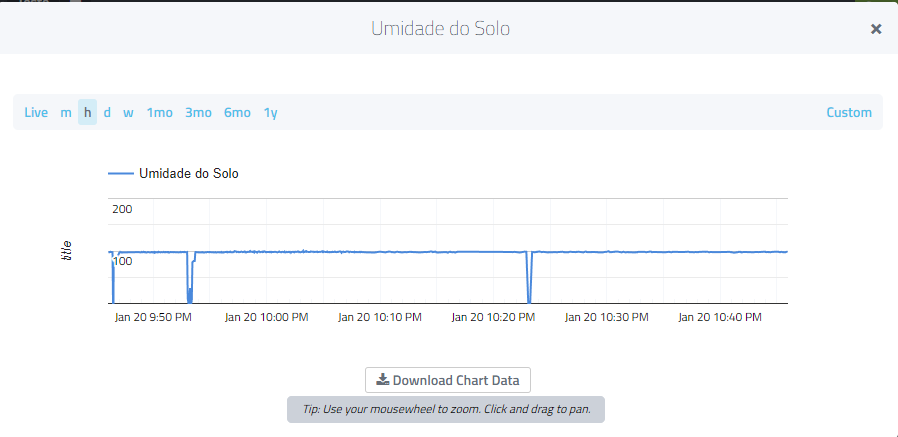 Umidade do Solo
Live m h d w 1mo 3mo 6mo 1y Custom
Umidade do Solo
200
title
100
Jan 20 9:50 PM Jan 20 10:00 PM Jan 20 10:10 PM Jan 20 10:20 PM Jan 20 10:30 PM Jan 20 10:40 PM
Download Chart Data
Tip: Use your mousewheel to zoom. Click and drag to pan.